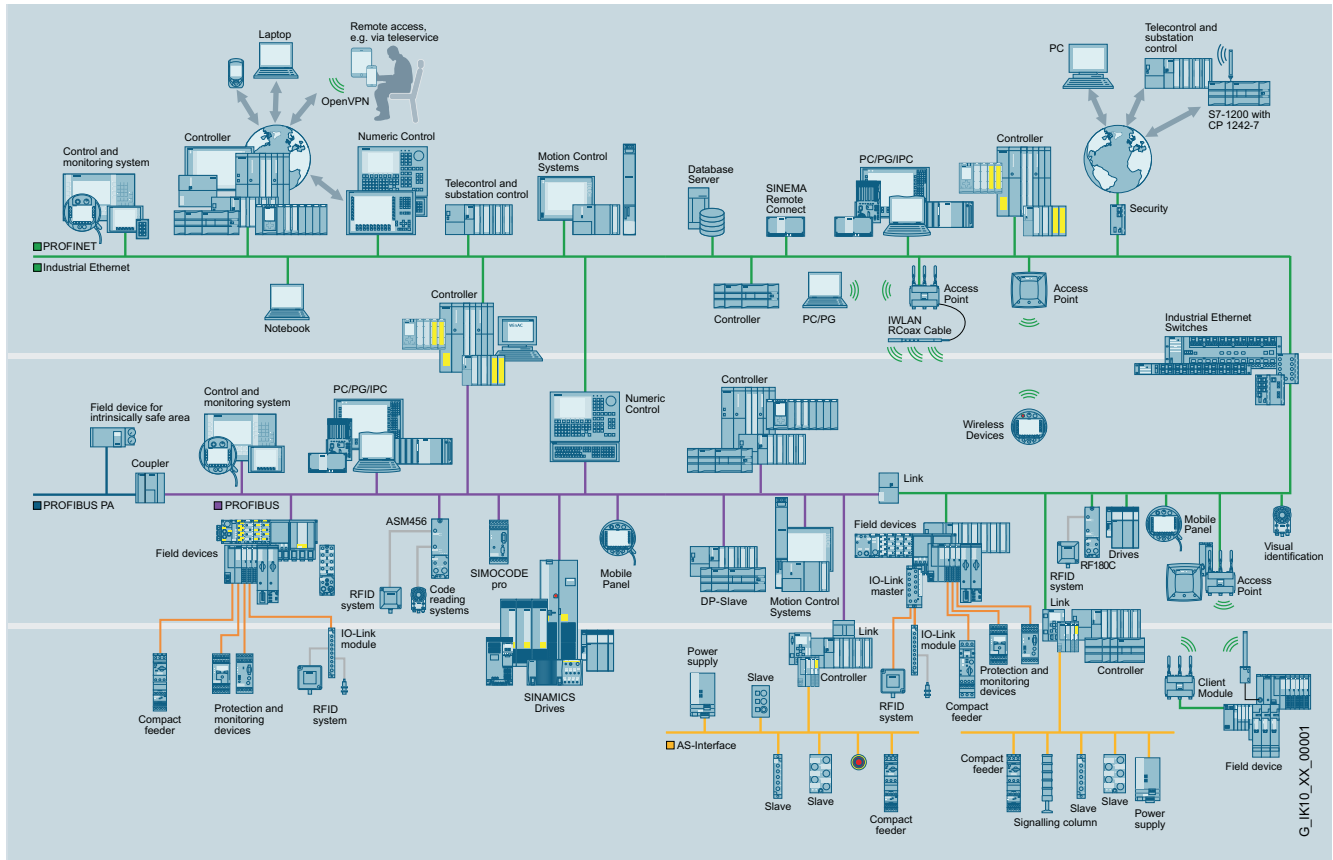 Remote access,
e.g. via teleservice
Laptop
OpenVPN
PC
Telecontrol and
substation
control
S7-1200 with
CP 1242-7
Control and
monitoring system
Controller
Numeric Control
Telecontrol and
substation control
Motion Control
Systems
Database
Server
SINEMA
Remote
Connect
PC/PG/IPC
Controller
Security
PROFINET
Industrial Ethernet
Notebook
Controller
WinAC
Controller
PC/PG
Access
Point
IWLAN
RCoax Cable
Access
Point
Industrial Ethernet
Switches
Field device for
intrinsically safe area
Control and
monitoring system
PC/PG/IPC
Numeric
Control
Controller
Wireless
Devices
Coupler
Link
PROFIBUS PA
PROFIBUS
Field devices
ASM456
RFID
system
Code
reading
systems
SIMOCODE
pro
Mobile
Panel
DP-Slave
Motion Control
Systems
Field devices
IO-Link
master
RFID
system
RF180C
Drives
Mobile
Panel
Access
Point
Visual
identification
IO-Link
module
Compact
feeder
Protection and
monitoring
devices
RFID
system
SINAMICS
Drives
Power
supply
Slave
Link
Controller
RFID
system
IO-Link
module
Compact
feeder
Protection and
monitoring
devices
Link
Controller
Client
Module
Field device
AS-Interface
Slave
Slave
Compact
feeder
Compact
feeder
Signalling column
Slave
Slave
Power
supply
G_IK10_XX_00001